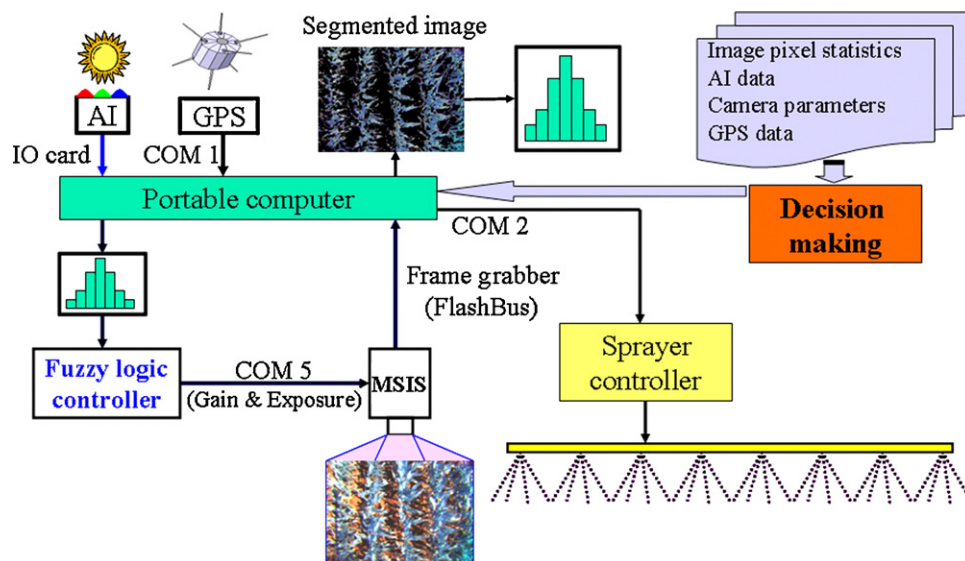 Segmented image
Image pixel statistics
AI data
Camera parameters
GPS data
AI
GPS
IO card
COM 1
Portable computer
COM 2
Decision
making
Frame grabber
(FlashBus)
Fuzzy logic
controller
COM 5
(Gain & Exposure)
MSIS
Sprayer
controller